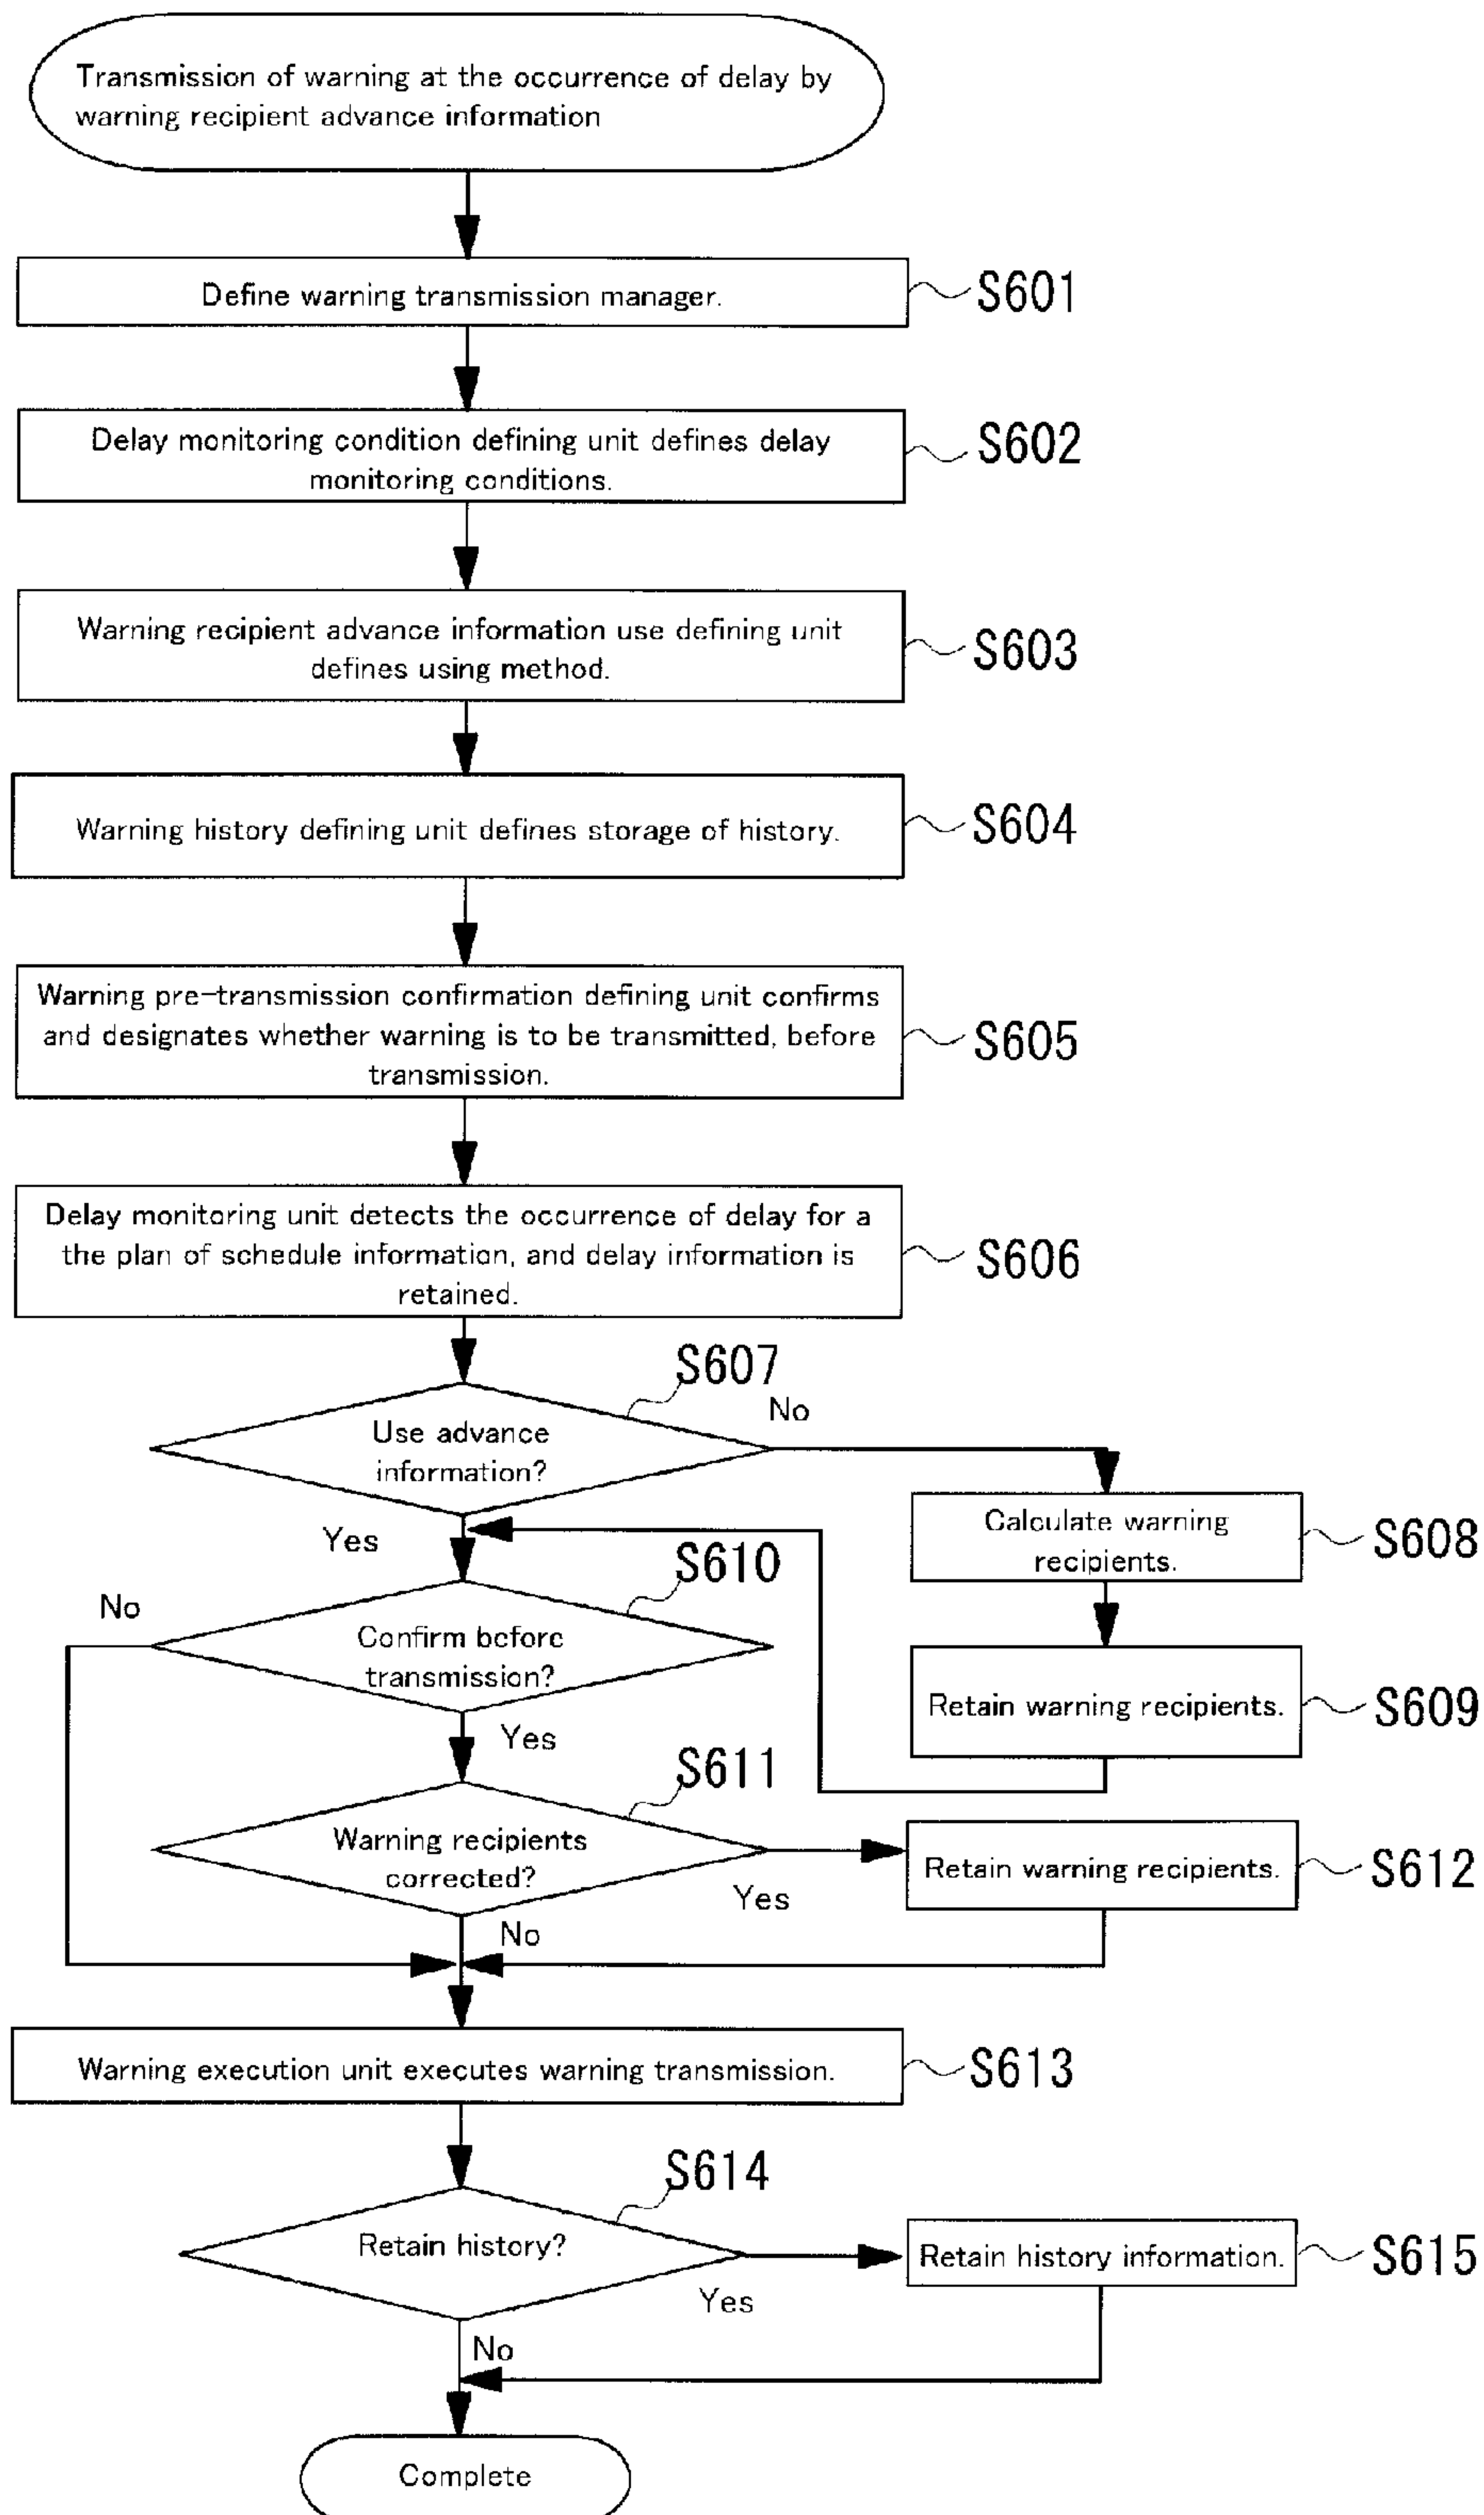 Transmission of warning at the occurrence of delay by
warning recipient advance information
Define warning transmission manager.
S601
Delay monitoring condition defining unit defines delay
monitoring conditions.
S602
Warning recipient advance information use defining unit
defines using method.
S603
Warning history defining unit defines storage of history.
S604
Warning pre-transmission confirmation defining unit confirms
and designates whether warning is to be transmitted, before
transmission.
S605
Delay monitoring unit detects the occurrence of delay for a
the plan of schedule information, and delay information is
retained.
S606
S607
Use advance
information?
No
Yes
Calculate warning
recipients.
S608
Retain warning recipients.
S609
S610
Confirm before
transmission?
No
Yes
S611
Warning recipients
corrected?
Yes
No
Retain warning recipients.
S612
Warning execution unit executes warning transmission.
S613
S614
Retain history?
Yes
No
Retain history information.
S615
Complete